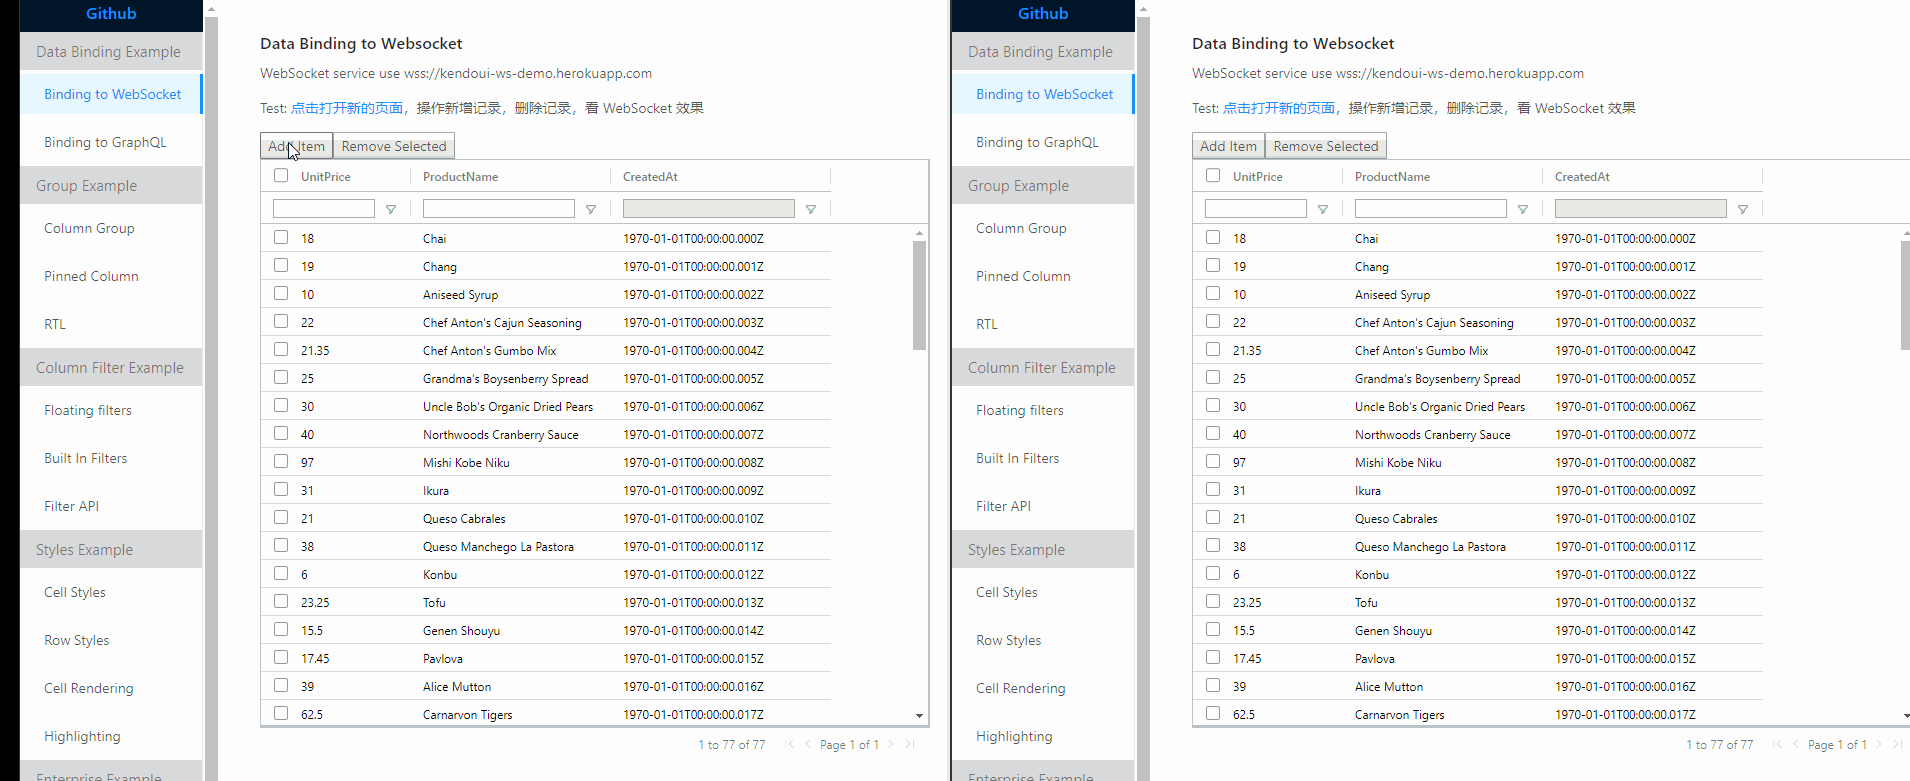 Github
Data Binding Example
Binding to WebSocket
Binding to GraphQL
Group Example
Column Group
Pinned Column
RTL
Column Filter Example
Floating filters
Built In Filters
Filter API
Styles Example
Cell Styles
Row Styles
Cell Rendering
Highlighting
Enterprise Example
Data Binding to Websocket
WebSocket service use wss://kendoui-ws-demo.herokuapp.com
Test: 点击打开新的页面，操作新增记录，删除记录，看 WebSocket 效果
Add Item Remove Selected
UnitPrice ProductName CreatedAt
18 Chai 1970-01-01T00:00:00.000Z
19 Chang 1970-01-01T00:00:00.001Z
10 Aniseed Syrup 1970-01-01T00:00:00.002Z
22 Chef Anton's Cajun Seasoning 1970-01-01T00:00:00.003Z
21.35 Chef Anton's Gumbo Mix 1970-01-01T00:00:00.004Z
25 Grandma's Boysenberry Spread 1970-01-01T00:00:00.005Z
30 Uncle Bob's Organic Dried Pears 1970-01-01T00:00:00.006Z
40 Northwoods Cranberry Sauce 1970-01-01T00:00:00.007Z
97 Mishi Kobe Niku 1970-01-01T00:00:00.008Z
31 Ikura 1970-01-01T00:00:00.009Z
21 Queso Cabrales 1970-01-01T00:00:00.010Z
38 Queso Manchego La Pastora 1970-01-01T00:00:00.011Z
6 Konbu 1970-01-01T00:00:00.012Z
23.25 Tofu 1970-01-01T00:00:00.013Z
15.5 Genen Shouyu 1970-01-01T00:00:00.014Z
17.45 Pavlova 1970-01-01T00:00:00.015Z
39 Alice Mutton 1970-01-01T00:00:00.016Z
62.5 Carnarvon Tigers 1970-01-01T00:00:00.017Z
1 to 77 of 77 Page 1 of 1
Github
Data Binding Example
Binding to WebSocket
Binding to GraphQL
Group Example
Column Group
Pinned Column
RTL
Column Filter Example
Floating filters
Built In Filters
Filter API
Styles Example
Cell Styles
Row Styles
Cell Rendering
Highlighting
Enterprise Example
Data Binding to Websocket
WebSocket service use wss://kendoui-ws-demo.herokuapp.com
Test: 点击打开新的页面，操作新增记录，删除记录，看 WebSocket 效果
Add Item Remove Selected
UnitPrice ProductName CreatedAt
18 Chai 1970-01-01T00:00:00.000Z
19 Chang 1970-01-01T00:00:00.001Z
10 Aniseed Syrup 1970-01-01T00:00:00.002Z
22 Chef Anton's Cajun Seasoning 1970-01-01T00:00:00.003Z
21.35 Chef Anton's Gumbo Mix 1970-01-01T00:00:00.004Z
25 Grandma's Boysenberry Spread 1970-01-01T00:00:00.005Z
30 Uncle Bob's Organic Dried Pears 1970-01-01T00:00:00.006Z
40 Northwoods Cranberry Sauce 1970-01-01T00:00:00.007Z
97 Mishi Kobe Niku 1970-01-01T00:00:00.008Z
31 Ikura 1970-01-01T00:00:00.009Z
21 Queso Cabrales 1970-01-01T00:00:00.010Z
38 Queso Manchego La Pastora 1970-01-01T00:00:00.011Z
6 Konbu 1970-01-01T00:00:00.012Z
23.25 Tofu 1970-01-01T00:00:00.013Z
15.5 Genen Shouyu 1970-01-01T00:00:00.014Z
17.45 Pavlova 1970-01-01T00:00:00.015Z
39 Alice Mutton 1970-01-01T00:00:00.016Z
62.5 Carnarvon Tigers 1970-01-01T00:00:00.017Z
1 to 77 of 77 Page 1 of 1